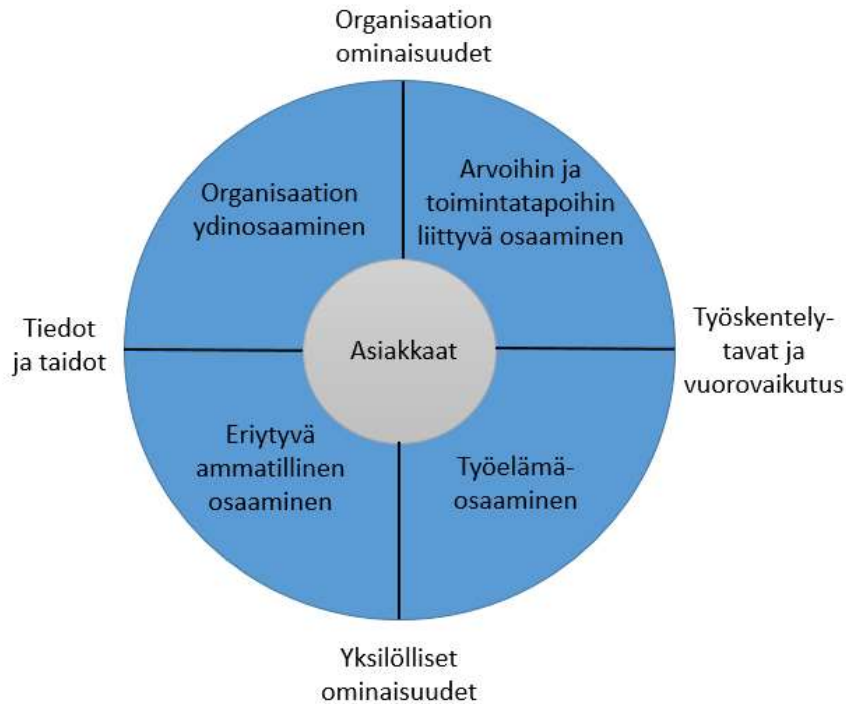 Organisaation
ominaisuudet
Organisaation
ydinosaaminen
Arvoihin ja
toimintatapoihin
liittyvä osaaminen
Tiedot
ja taidot
Asiakkaat
Työskentely-
tavat ja
vuorovaikutus
Eriytyvä
ammatillinen
osaaminen
Työelämä-
osaaminen
Yksilölliset
ominaisuudet